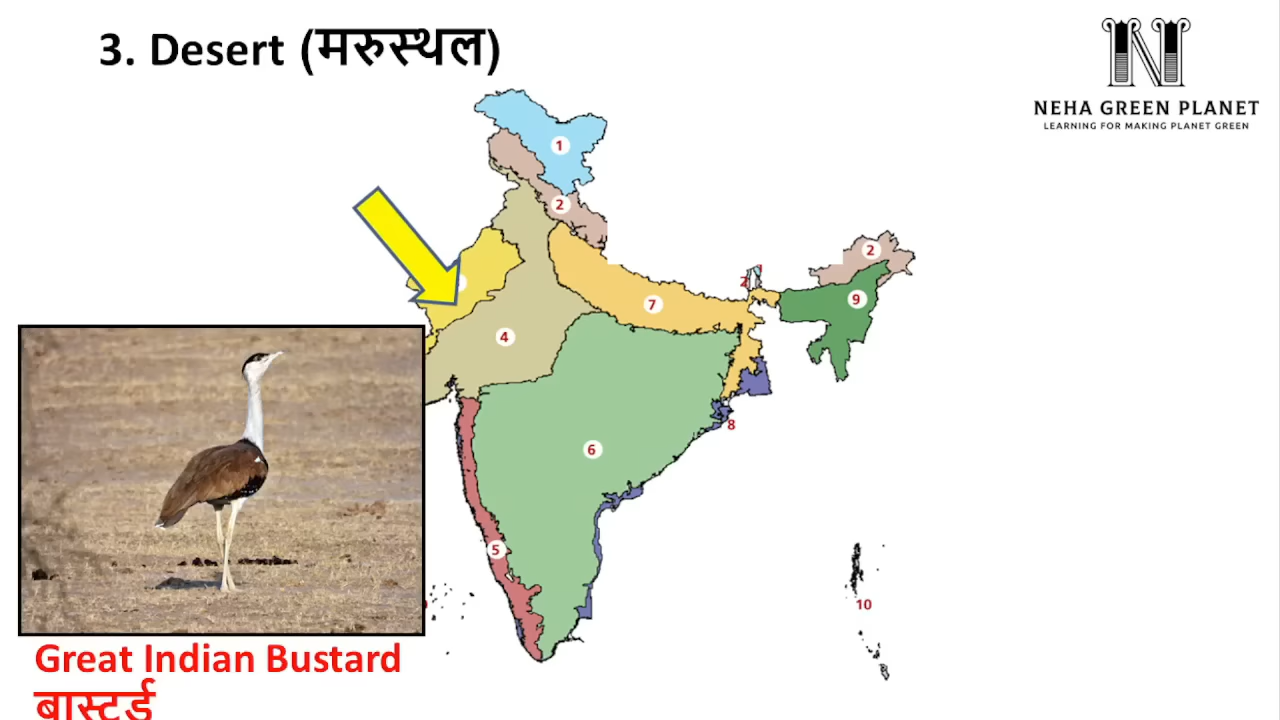 3. Desert (मरुस्थल)
NEHA GREEN PLANET
LEARNING FOR MAKING PLANET GREEN
1
2
2
2
9
7
4
8
6
5
10
Great Indian Bustard
बास्टर्ड